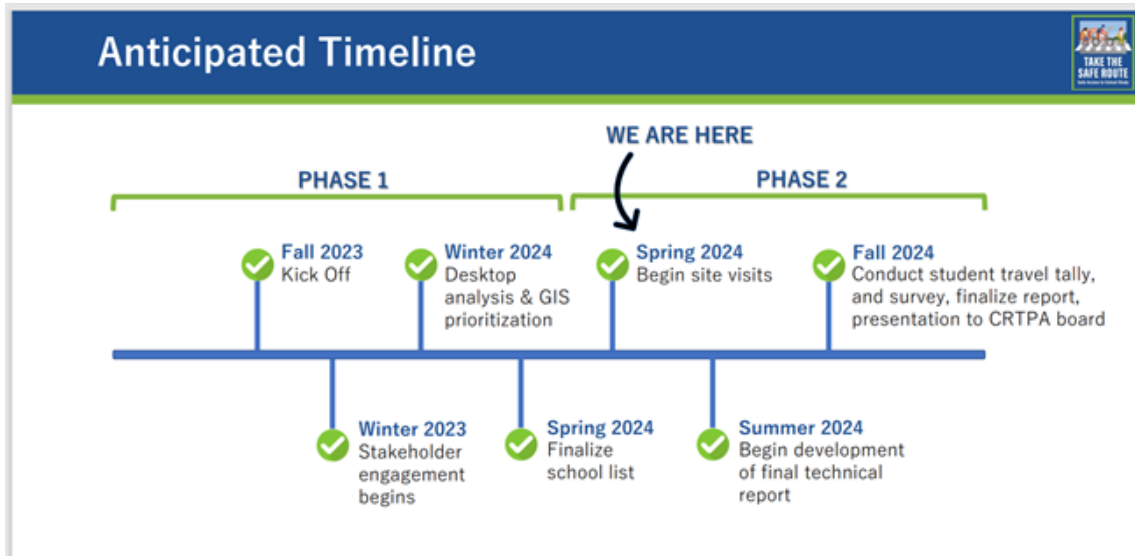 Anticipated Timeline
TAKE THE
SAFE ROUTE
WE ARE HERE
PHASE 1
PHASE 2
Fall 2023
Kick Off
Winter 2024
Desktop
analysis & GIS
prioritization
Spring 2024
Begin site visits
Fall 2024
Conduct student travel tally,
and survey, finalize report,
presentation to CRTPA board
Winter 2023
Stakeholder
engagement
begins
Spring 2024
Finalize
school list
Summer 2024
Begin development
of final technical
report